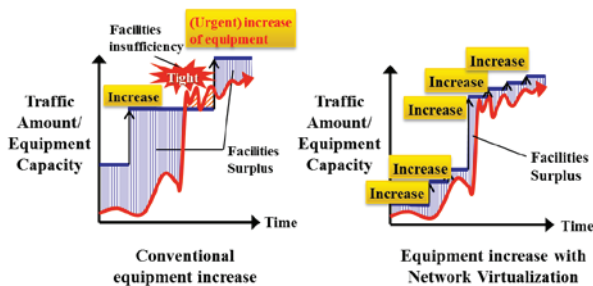 Facilities
insufficiency
(Urgent) increase
of equipment
Tight
Increase
Traffic
Amount/
Equipment
Capacity
Facilities
Surplus
Time
Conventional
equipment increase
Increase
Increase
Increase
Traffic
Amount/
Equipment
Capacity
Increase
Increase
Facilities
Surplus
Time
Equipment increase with
Network Virtualization